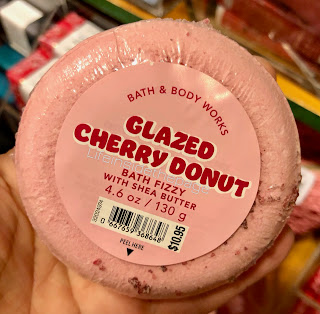 BATH & BODY WORKS
GLAZED
CHERRY DONUT
BATH FIZZY
WITH SHEA BUTTER
4.6 oz / 130 g
$10.95
PEEL HERE